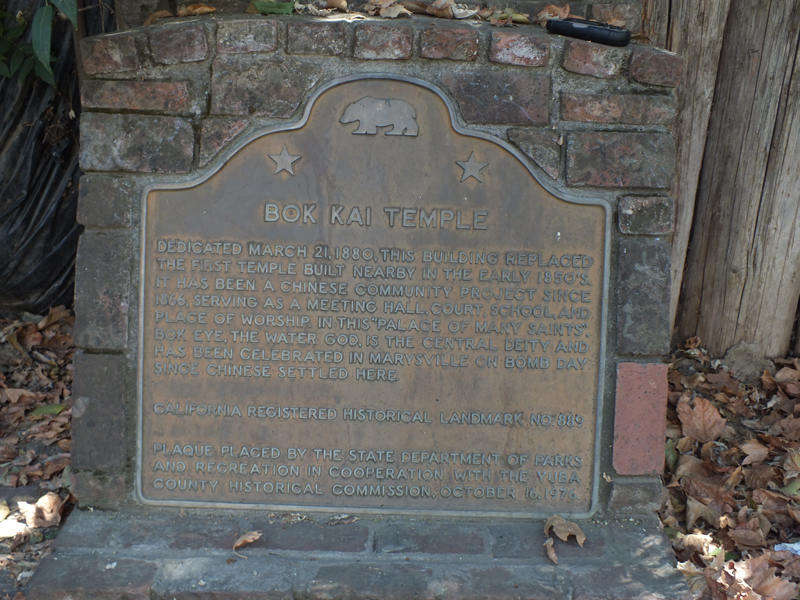 BOK KAI TEMPLE
DEDICATED MARCH 21, 1880, THIS BUILDING REPLACED
THE FIRST TEMPLE BUILT NEARBY IN THE EARLY 1850'S.
IT HAS BEEN A CHINESE COMMUNITY PROJECT SINCE
1866, SERVING AS A MEETING HALL, COURT, SCHOOL, AND
PLACE OF WORSHIP. IN THIS "PALACE OF MANY SAINTS",
BOK EYE, THE WATER GOD, IS THE CENTRAL DEITY AND
HAS BEEN CELEBRATED IN MARYSVILLE ON BOMB DAY
SINCE CHINESE SETTLED HERE.
CALIFORNIA REGISTERED HISTORICAL LANDMARK NO. 889
PLAQUE PLACED BY THE STATE DEPARTMENT OF PARKS
AND RECREATION IN COOPERATION WITH THE YUBA
COUNTY HISTORICAL COMMISSION, OCTOBER 16, 1976.